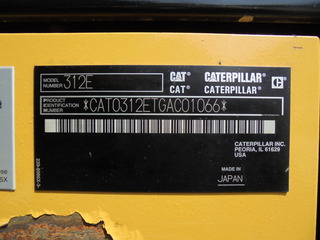 MODEL NUMBER 312E
CAT CATERPILLAR
CAT CATERPILLAR C
PRODUCT IDENTIFICATION NUMBER *CAT0312ETGAC01066*
CATERPILLAR INC.
PEORIA, IL 61629
USA
MADE IN
JAPAN